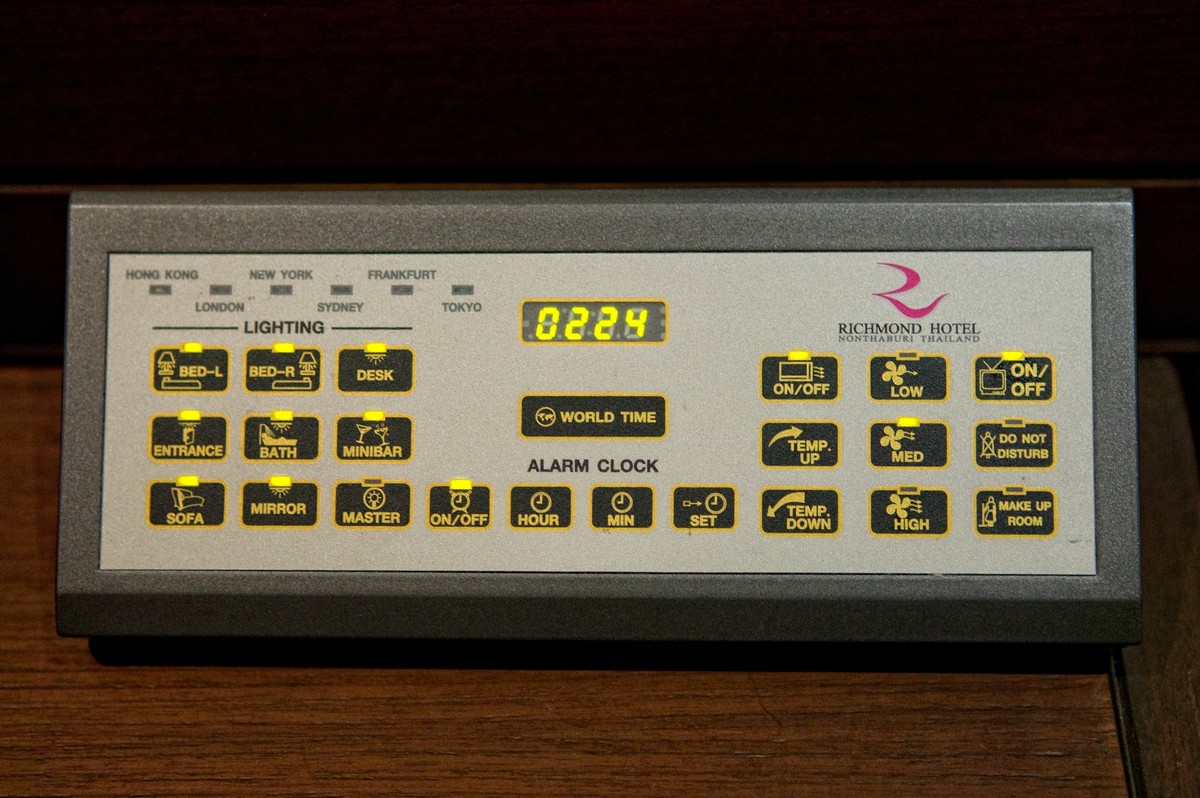 HONG KONG
NEW YORK
FRANKFURT
LONDON
SYDNEY
TOKYO
LIGHTING
0224
RICHMOND HOTEL
NONTHABURI THAILAND
BED-L
BED-R
DESK
ENTRANCE
BATH
MINIBAR
SOFA
MIRROR
MASTER
WORLD TIME
ALARM CLOCK
ON/OFF
HOUR
MIN
SET
ON/OFF
LOW
ON/
OFF
TEMP.
UP
MED
DO NOT
DISTURB
TEMP.
DOWN
HIGH
MAKE UP
ROOM